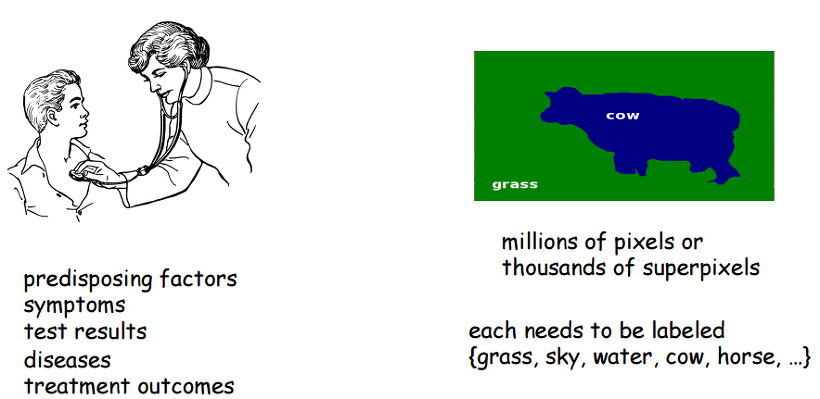 cow
grass
millions of pixels or
thousands of superpixels
predisposing factors
symptoms
test results
diseases
treatment outcomes
each needs to be labeled
{grass, sky, water, cow, horse, ...}